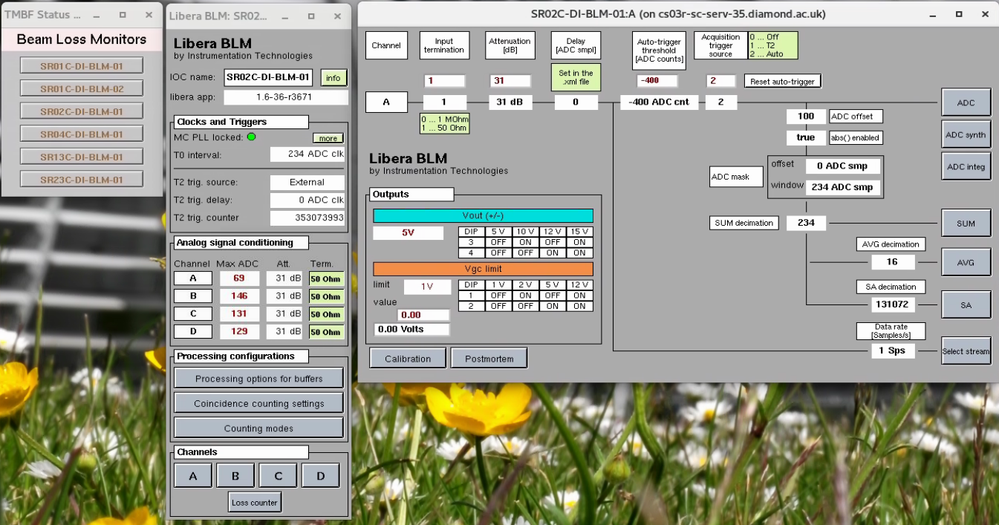 TMBF Status ...
Beam Loss Monitors
SR01C-DI-BLM-01
SR01C-DI-BLM-02
SR02C-DI-BLM-01
SR04C-DI-BLM-01
SR13C-DI-BLM-01
SR23C-DI-BLM-01
Libera BLM: SR02...
Libera BLM
by Instrumentation Technologies
IOC name: SR02C-DI-BLM-01 info
libera app: 1.6-36-r3671
Clocks and Triggers
MC PLL locked: more
T0 interval: 234 ADC clk
T2 trig. source: External
T2 trig. delay: 0 ADC clk
T2 trig. counter 353073993
Analog signal conditioning
Channel Max ADC Att. Term.
A 69 31 dB 50 Ohm
B 146 31 dB 50 Ohm
C 131 31 dB 50 Ohm
D 129 31 dB 50 Ohm
Processing configurations
Processing options for buffers
Coincidence counting settings
Counting modes
Channels
A B C D
Loss counter
SR02C-DI-BLM-01:A (on cs03r-sc-serv-35.diamond.ac.uk)
Channel
Input
termination
Attenuation
[dB]
Delay
[ADC smpl]
Auto-trigger
threshold
[ADC counts]
Acquisition
trigger
source
0 ... Off
1 ... T2
2 ... Auto
1
31
Set in the
.xml file
-400
2
Reset auto-trigger
A 1 31 dB 0 -400 ADC cnt 2 ADC
0 ... 1 MOhm
1 ... 50 Ohm
100 ADC offset
true abs() enabled
ADC synth
ADC mask
offset 0 ADC smp
window 234 ADC smp
ADC integ
Libera BLM
by Instrumentation Technologies
Outputs
Vout (+/-)
5V
DIP 5 V 10 V 12 V 15 V
3 OFF ON OFF ON
4 OFF OFF ON ON
Vgc limit
limit 1V
value
0.00
0.00 Volts
DIP 1 V 2 V 5 V 12 V
1 OFF ON OFF ON
2 OFF OFF ON ON
Calibration Postmortem
SUM decimation 234 SUM
AVG decimation
16 AVG
SA decimation
131072 SA
Data rate
[Samples/s]
1 Sps Select stream